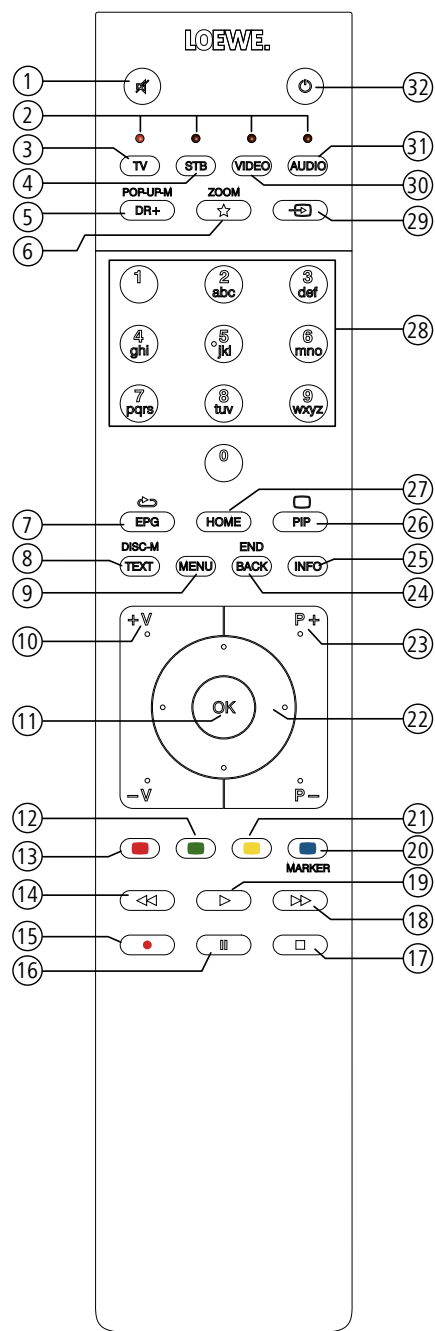 LOEWE.
1 32
2
3 TV STB VIDEO AUDIO 31
4 30
POP-UP-M ZOOM
5 DR+ 29
6
1 2 3
abc def
4 5 6 28
ghi jkl mno
7 8 9
pqrs tuv wxyz
0
27
7 EPG HOME PIP 26
DISC-M END
8 TEXT MENU BACK INFO 25
9 24
10 +V P+ 23
11 OK 22
–V P–
12 21
13 20
MARKER
19
14
18
15
16 17